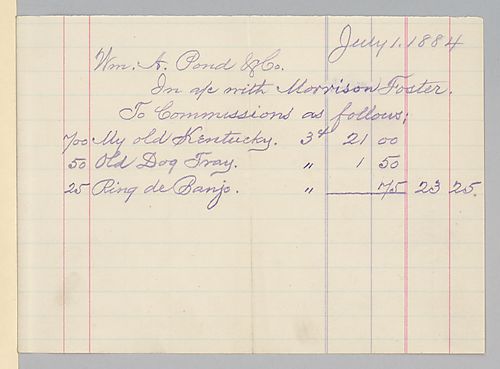 July 1. 1884
Wm. A. Pond & Co.
In a/c with Morrison Foster.
To Commissions as follows;
700 My old Kentucky. 3¢ 21 00
50 Old Dog Tray. " 1 50
25 Ring de Banjo. " 75 23 25.